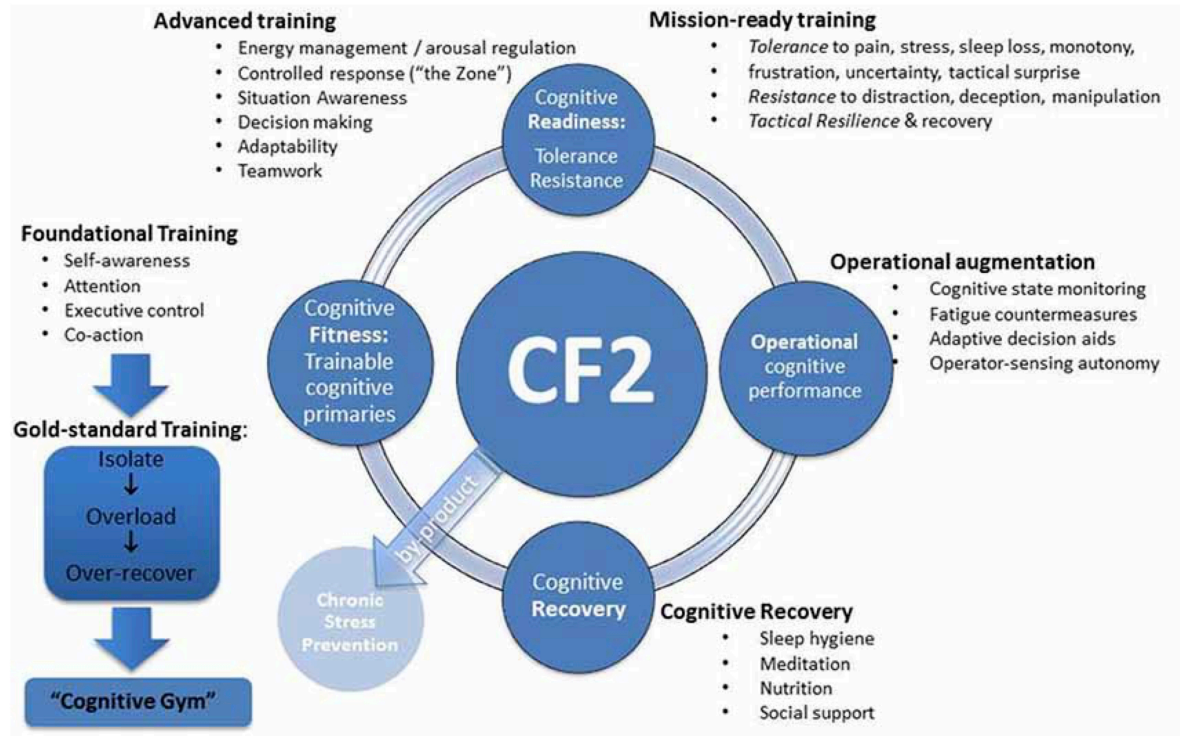 Advanced training
• Energy management / arousal regulation
• Controlled response (“the Zone”)
• Situation Awareness
• Decision making
• Adaptability
• Teamwork
Mission-ready training
• Tolerance to pain, stress, sleep loss, monotony,
• frustration, uncertainty, tactical surprise
• Resistance to distraction, deception, manipulation
• Tactical Resilience & recovery
Cognitive
Readiness:
Tolerance
Resistance
Foundational Training
• Self-awareness
• Attention
• Executive control
• Co-action
Gold-standard Training:
Isolate
↓
Overload
↓
Over-recover
“Cognitive Gym”
Cognitive
Fitness:
Trainable
cognitive
primaries
CF2
Operational
cognitive
performance
Operational augmentation
• Cognitive state monitoring
• Fatigue countermeasures
• Adaptive decision aids
• Operator-sensing autonomy
by-product
Chronic
Stress
Prevention
Cognitive
Recovery
Cognitive Recovery
• Sleep hygiene
• Meditation
• Nutrition
• Social support